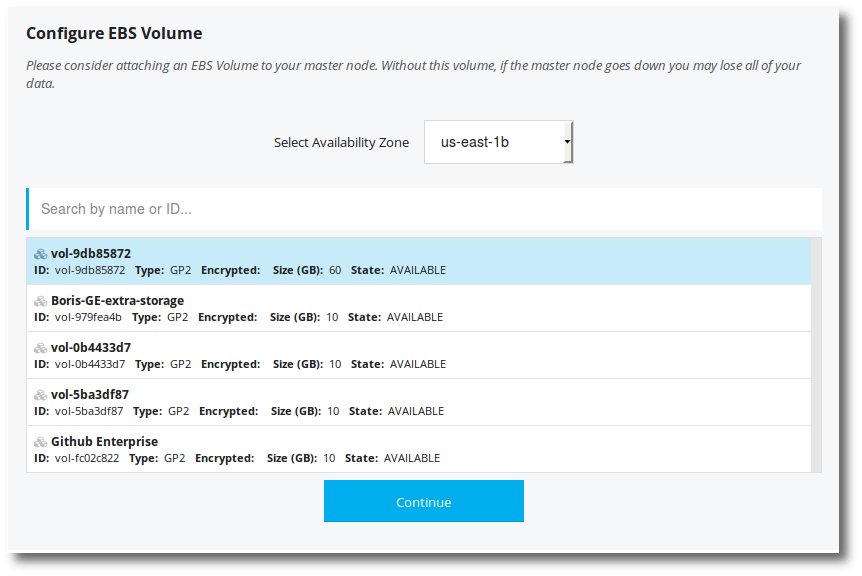 Configure EBS Volume
Please consider attaching an EBS Volume to your master node. Without this volume, if the master node goes down you may lose all of your
data.
Select Availability Zone us-east-1b
Search by name or ID...
vol-9db85872
ID: vol-9db85872 Type: GP2 Encrypted: Size (GB): 60 State: AVAILABLE
Boris-GE-extra-storage
ID: vol-979fea4b Type: GP2 Encrypted: Size (GB): 10 State: AVAILABLE
vol-0b4433d7
ID: vol-0b4433d7 Type: GP2 Encrypted: Size (GB): 10 State: AVAILABLE
vol-5ba3df87
ID: vol-5ba3df87 Type: GP2 Encrypted: Size (GB): 10 State: AVAILABLE
Github Enterprise
ID: vol-fc02c822 Type: GP2 Encrypted: Size (GB): 10 State: AVAILABLE
Continue